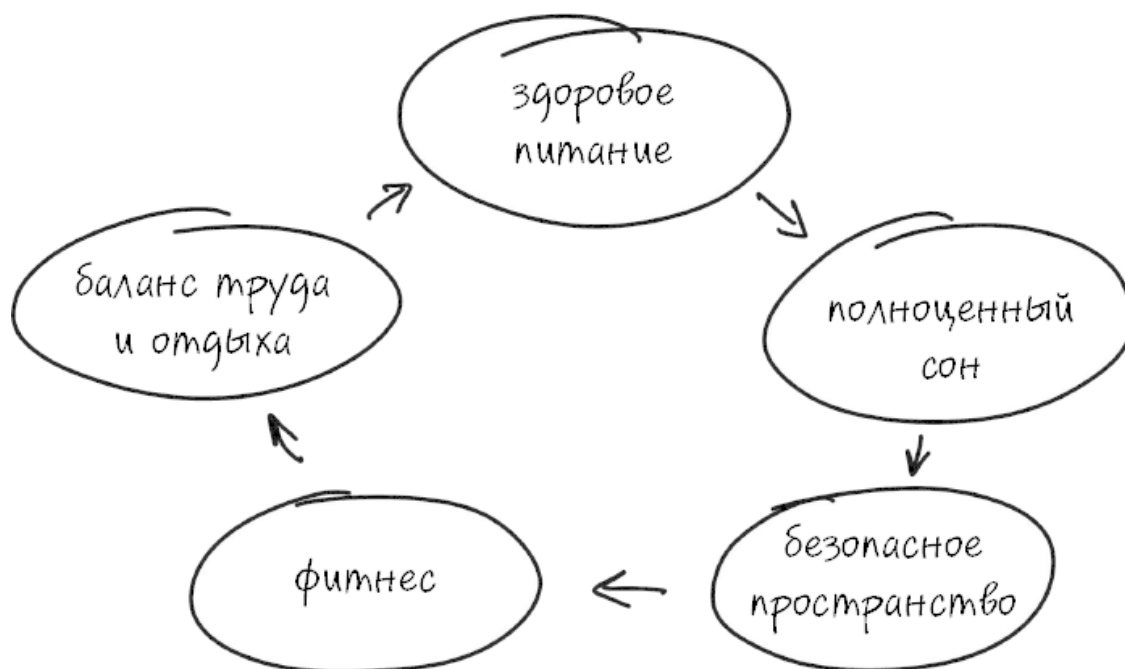 здоровое
питание
полноценный
сон
безопасное
пространство
фитнес
баланс труда
и отдыха